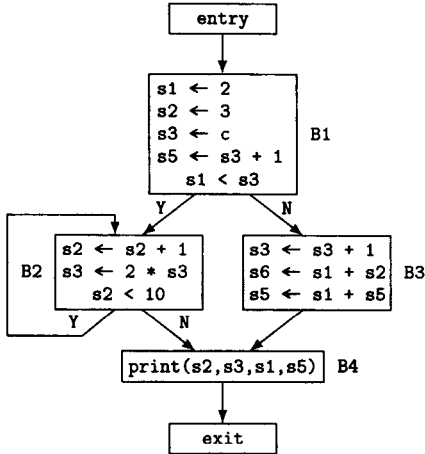 entry
s1 ← 2
s2 ← 3
s3 ← c
s5 ← s3 + 1
s1 < s3
B1
Y
N
s2 ← s2 + 1
s3 ← 2 * s3
s2 < 10
B2
Y
N
s3 ← s3 + 1
s6 ← s1 + s2
s5 ← s1 + s5
B3
print(s2,s3,s1,s5)
B4
exit